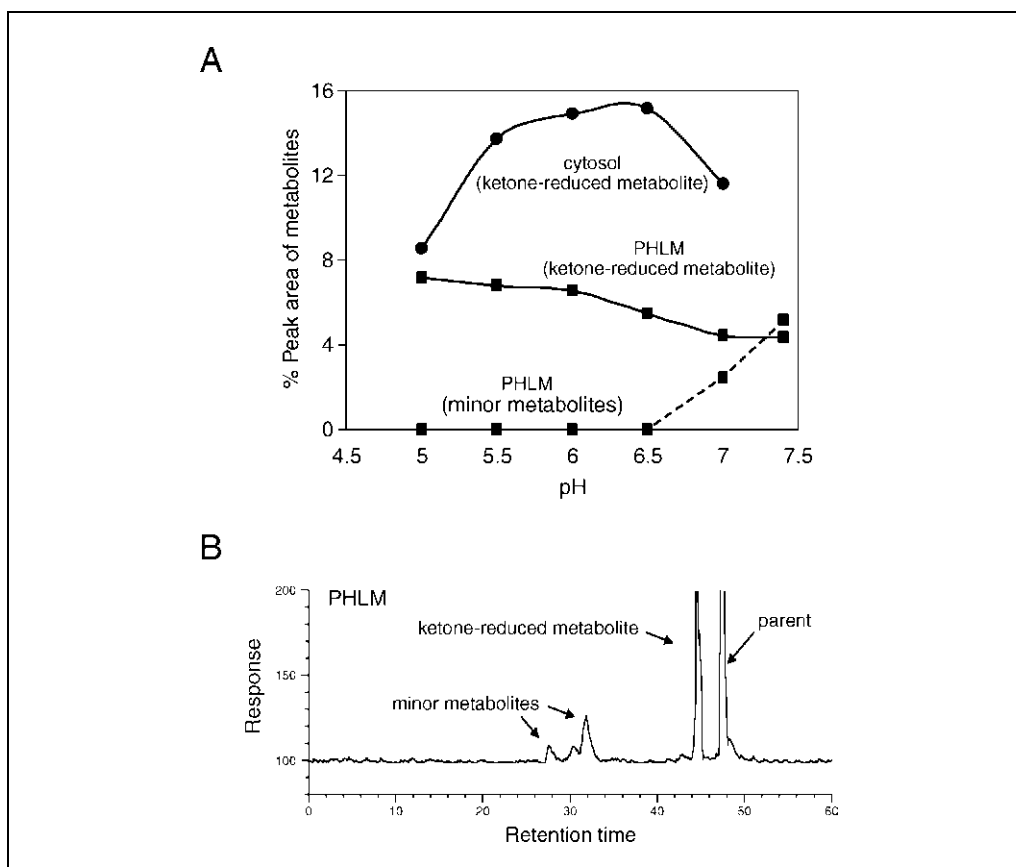 A
% Peak area of metabolites
16
12
8
4
0
cytosol
(ketone-reduced metabolite)
PHLM
(ketone-reduced metabolite)
PHLM
(minor metabolites)
4.5 5 5.5 6 6.5 7 7.5
pH
B
PHLM
Response
200
150
100
ketone-reduced metabolite
parent
minor metabolites
0 10 20 30 40 50 60
Retention time